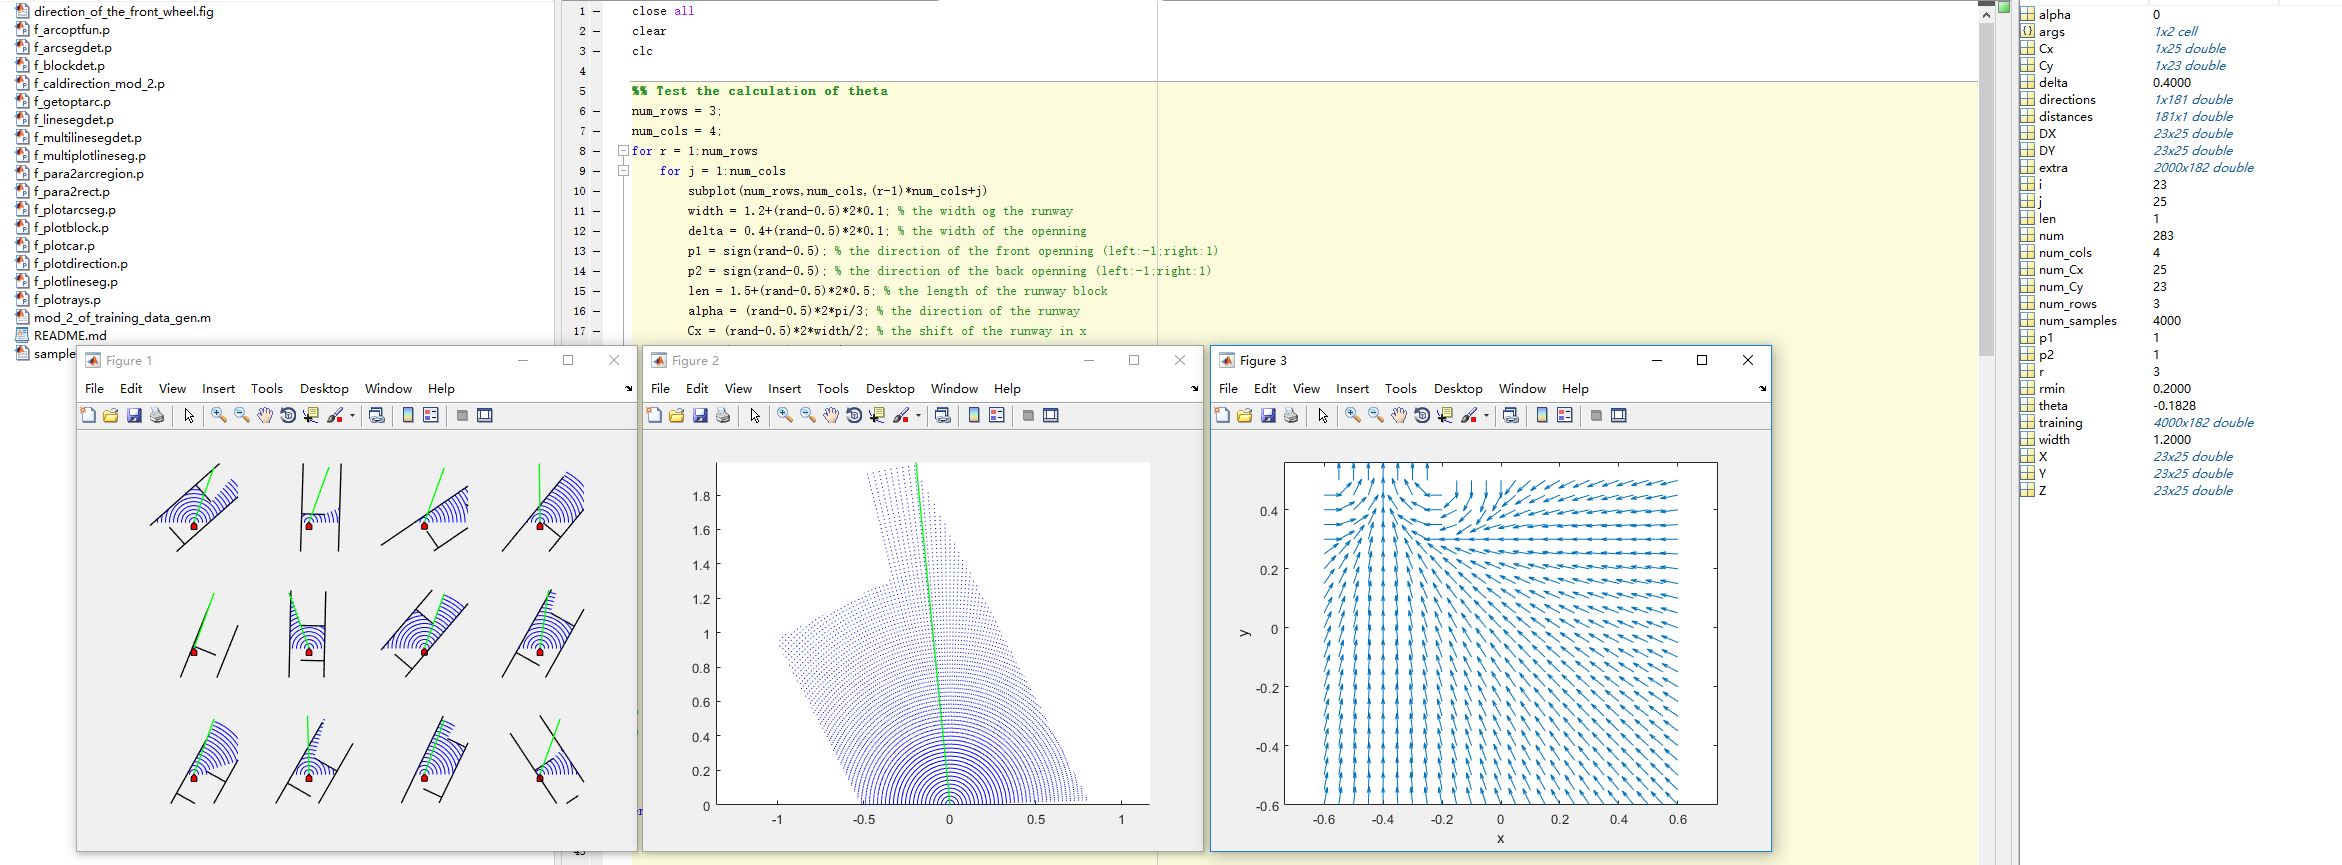 direction_of_the_front_wheel.fig
f_arcoptfun.p
f_arcsegdet.p
f_blockdet.p
f_caldirection_mod_2.p
f_getoptarc.p
f_linesegdet.p
f_multilinesegdet.p
f_multiplotlineseg.p
f_para2arcregion.p
f_para2rect.p
f_plotarcseg.p
f_plotblock.p
f_plotcar.p
f_plotdirection.p
f_plotlineseg.p
f_plotrays.p
mod_2_of_training_data_gen.m
README.md
sample
1 – close all
2 – clear
3 – clc
4
5 %% Test the calculation of theta
6 – num_rows = 3;
7 – num_cols = 4;
8 – for r = 1:num_rows
9 – for j = 1:num_cols
10 – subplot(num_rows,num_cols,(r-1)*num_cols+j)
11 – width = 1.2+(rand-0.5)*2*0.1; % the width og the runway
12 – delta = 0.4+(rand-0.5)*2*0.1; % the width of the openning
13 – p1 = sign(rand-0.5); % the direction of the front openning (left:-1;right:1)
14 – p2 = sign(rand-0.5); % the direction of the back openning (left:-1;right:1)
15 – len = 1.5+(rand-0.5)*2*0.5; % the length of the runway block
16 – alpha = (rand-0.5)*2*pi/3; % the direction of the runway
17 – Cx = (rand-0.5)*2*width/2; % the shift of the runway in x
alpha 0
args 1x2 cell
Cx 1x25 double
Cy 1x23 double
delta 0.4000
directions 1x181 double
distances 181x1 double
DX 23x25 double
DY 23x25 double
extra 2000x182 double
i 23
j 25
len 1
num 283
num_cols 4
num_Cx 25
num_Cy 23
num_rows 3
num_samples 4000
p1 1
p2 1
r 3
rmin 0.2000
theta -0.1828
training 4000x182 double
width 1.2000
X 23x25 double
Y 23x25 double
Z 23x25 double
Figure 1
File Edit View Insert Tools Desktop Window Help
Figure 2
File Edit View Insert Tools Desktop Window Help
1.8
1.6
1.4
1.2
1
0.8
0.6
0.4
0.2
0
-1 -0.5 0 0.5 1
Figure 3
File Edit View Insert Tools Desktop Window Help
0.4
0.2
0
-0.2
-0.4
-0.6
y
-0.6 -0.4 -0.2 0 0.2 0.4 0.6
x